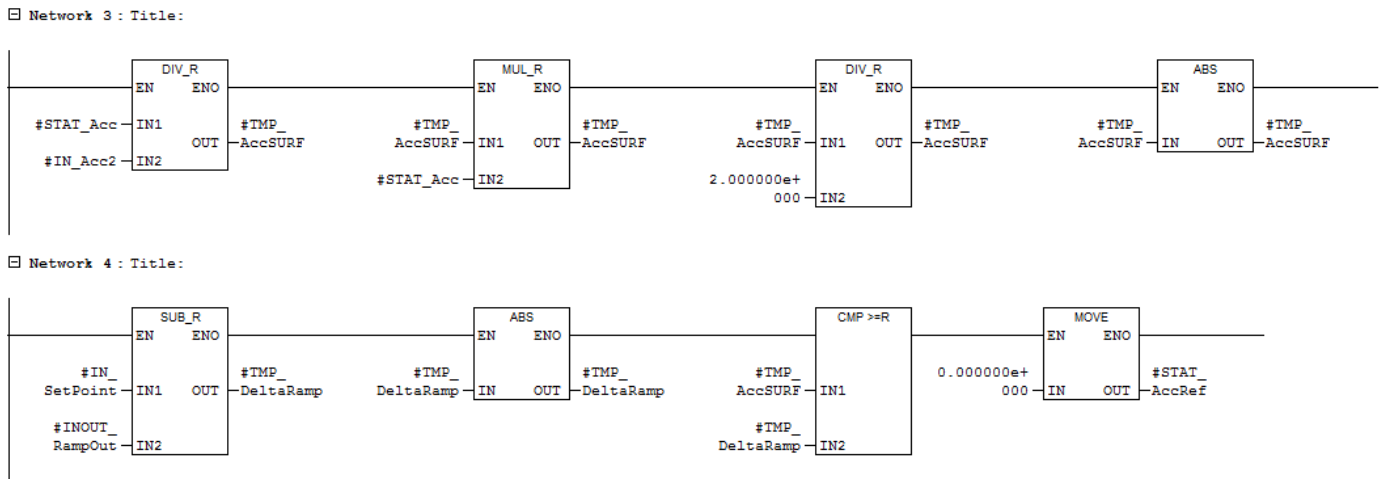 Network 3 : Title:
DIV_R MUL_R DIV_R ABS
EN ENO EN ENO EN ENO EN ENO
#STAT_Acc IN1 #TMP_ #TMP_ #TMP_ #TMP_ #TMP_ #TMP_ #TMP_
OUT AccSURF AccSURF IN1 OUT AccSURF AccSURF IN1 OUT AccSURF AccSURF IN OUT AccSURF
#IN_Acc2 IN2
#STAT_Acc IN2 2.000000e+
000 IN2
Network 4 : Title:
SUB_R ABS CMP >=R MOVE
EN ENO EN ENO EN ENO
#IN_ #TMP_ #TMP_ #TMP_ #TMP_ 0.000000e+ #STAT_
SetPoint IN1 OUT DeltaRamp DeltaRamp IN OUT DeltaRamp AccSURF IN1 000 IN OUT AccRef
#INOUT_ #TMP_
RampOut IN2 DeltaRamp IN2